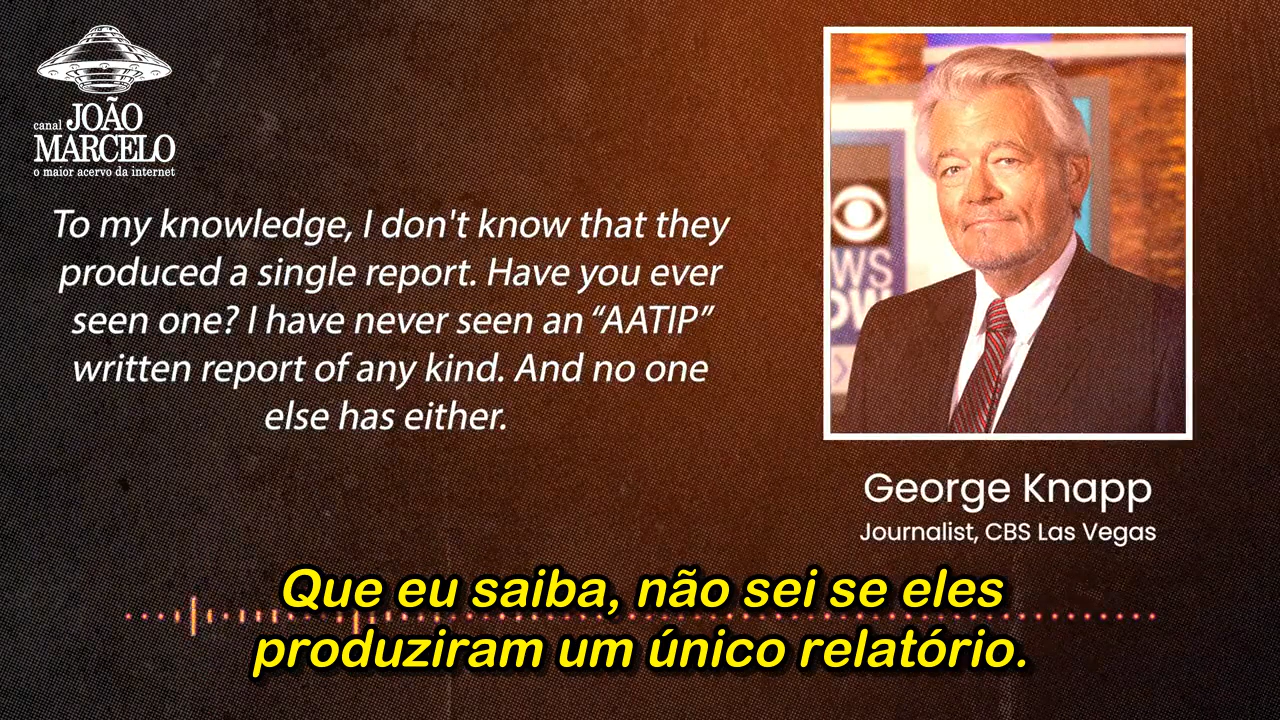 canal JOÃO
MARCELO
o maior acervo da internet
To my knowledge, I don't know that they
produced a single report. Have you ever
seen one? I have never seen an “AATIP”
written report of any kind. And no one
else has either.
WS
OW
George Knapp
Journalist, CBS Las Vegas
Que eu saiba, não sei se eles
produziram um único relatório.